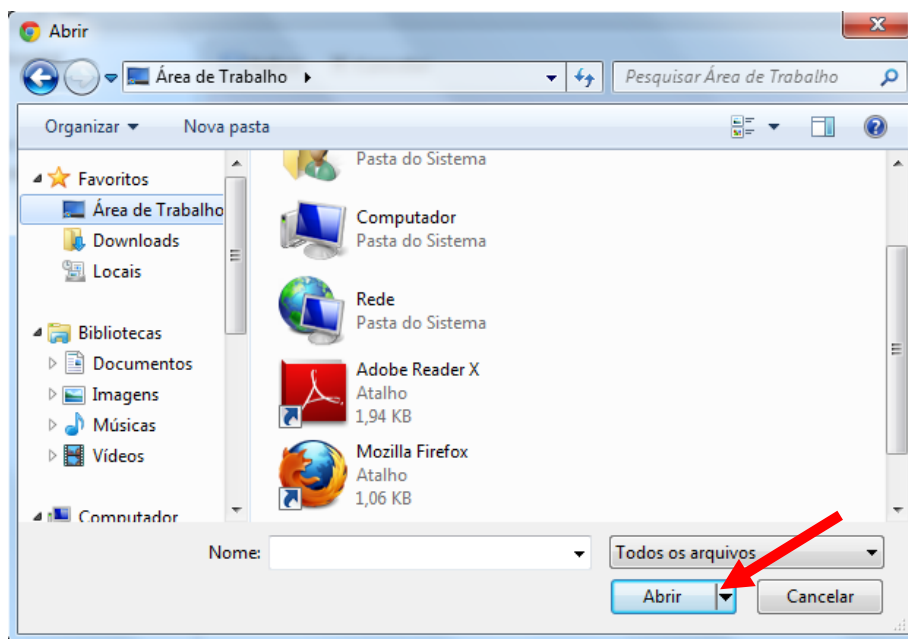 Abrir
Área de Trabalho
Pesquisar Área de Trabalho
Organizar
Nova pasta
Favoritos
Área de Trabalho
Downloads
Locais
Bibliotecas
Documentos
Imagens
Músicas
Vídeos
Computador
Pasta do Sistema
Computador
Pasta do Sistema
Rede
Pasta do Sistema
Adobe Reader X
Atalho
1,94 KB
Mozilla Firefox
Atalho
1,06 KB
Nome:
Todos os arquivos
Abrir
Cancelar